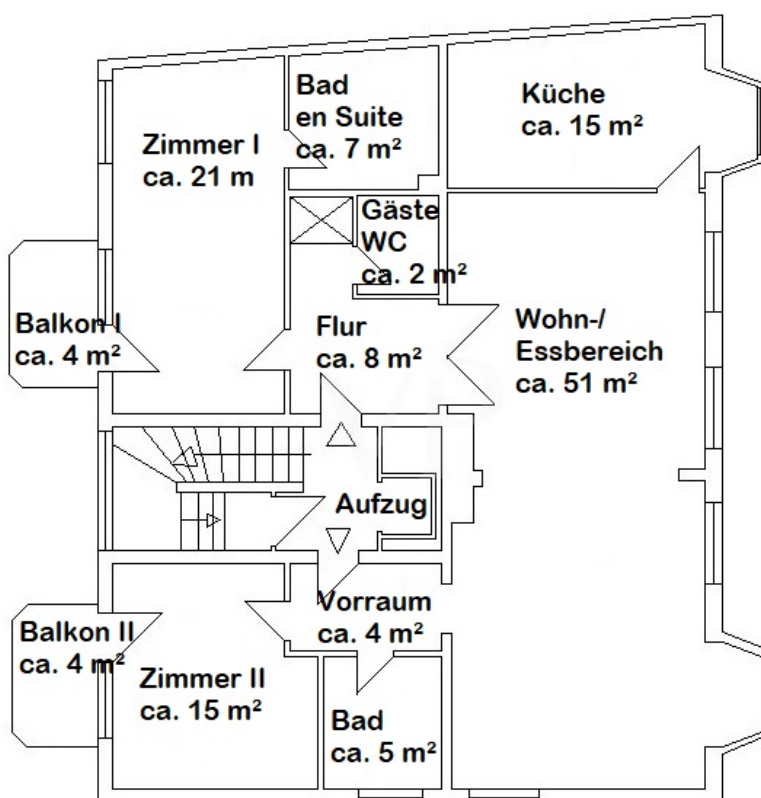 Bad
en Suite
ca. 7 m²
Küche
ca. 15 m²
Zimmer I
ca. 21 m
Gäste
WC
ca. 2 m²
Balkon I
ca. 4 m²
Flur
ca. 8 m²
Wohn-/
Essbereich
ca. 51 m²
Aufzug
Balkon II
ca. 4 m²
Vorraum
ca. 4 m²
Zimmer II
ca. 15 m²
Bad
ca. 5 m²